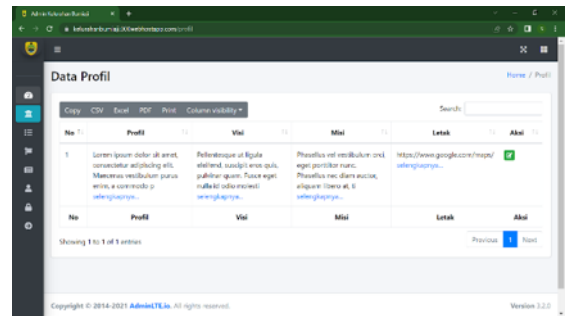 Admin Kelurahan Bumiaji
kelurahanbumiaji.000webhostapp.com/profil
Data Profil
Home / Profil
Copy CSV Excel PDF Print Column visibility
Search:
No Profil Visi Misi Letak Aksi
1 Lorem ipsum dolor sit amet, Pellentesque ut ligula Phasellus vel vestibulum orci, https://www.google.com/maps/
consectetur adipiscing elit. eleifend, suscipit eros quis, eget porttitor nunc. selengkapnya...
Maecenas vestibulum purus pulvinar quam. Fusce eget Phasellus nec diam auctor,
enim, a commodo p nulla id odio molesti aliquam libero at, ti
selengkapnya... selengkapnya... selengkapnya...
No Profil Visi Misi Letak Aksi
Showing 1 to 1 of 1 entries
Previous 1 Next
Copyright © 2014-2021 AdminLTE.io. All rights reserved.
Version 3.2.0